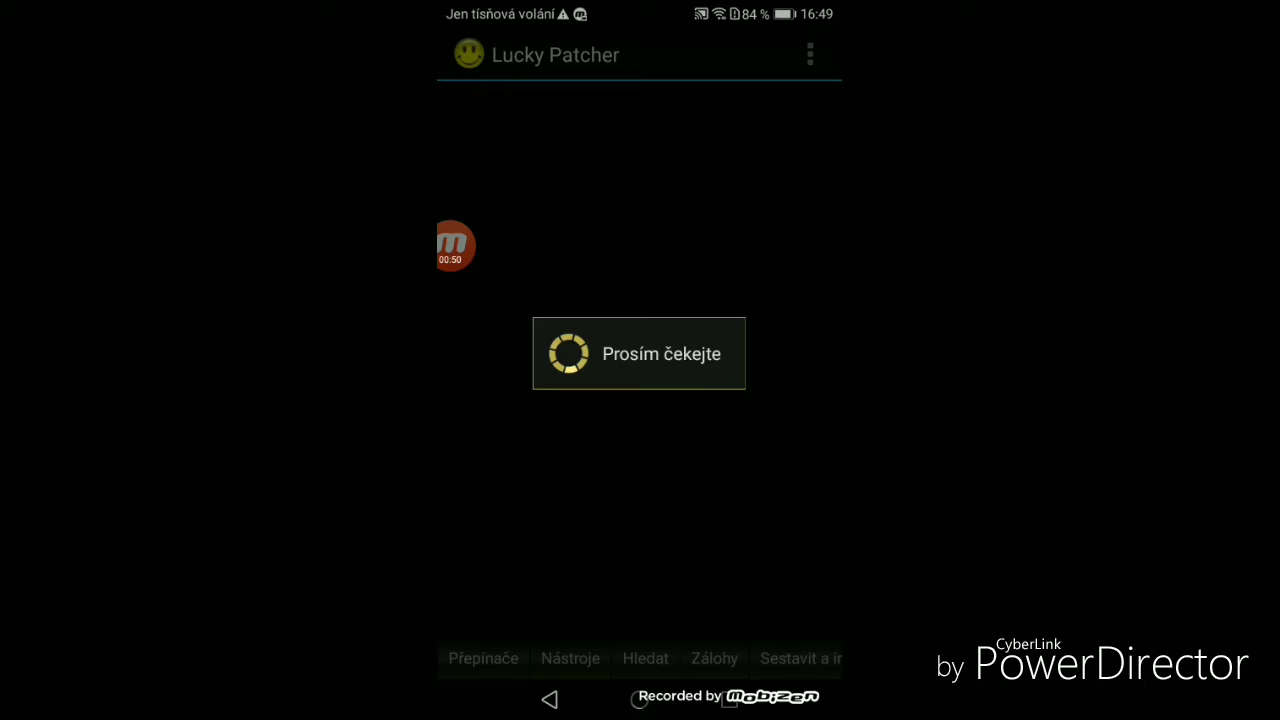 Jen tísňová volání
84 %
16:49
Lucky Patcher
m
00:50
Prosím čekejte
Přepínače Nástroje Hledat Zálohy Sestavit a
CyberLink
by PowerDirector
Recorded by mobizen